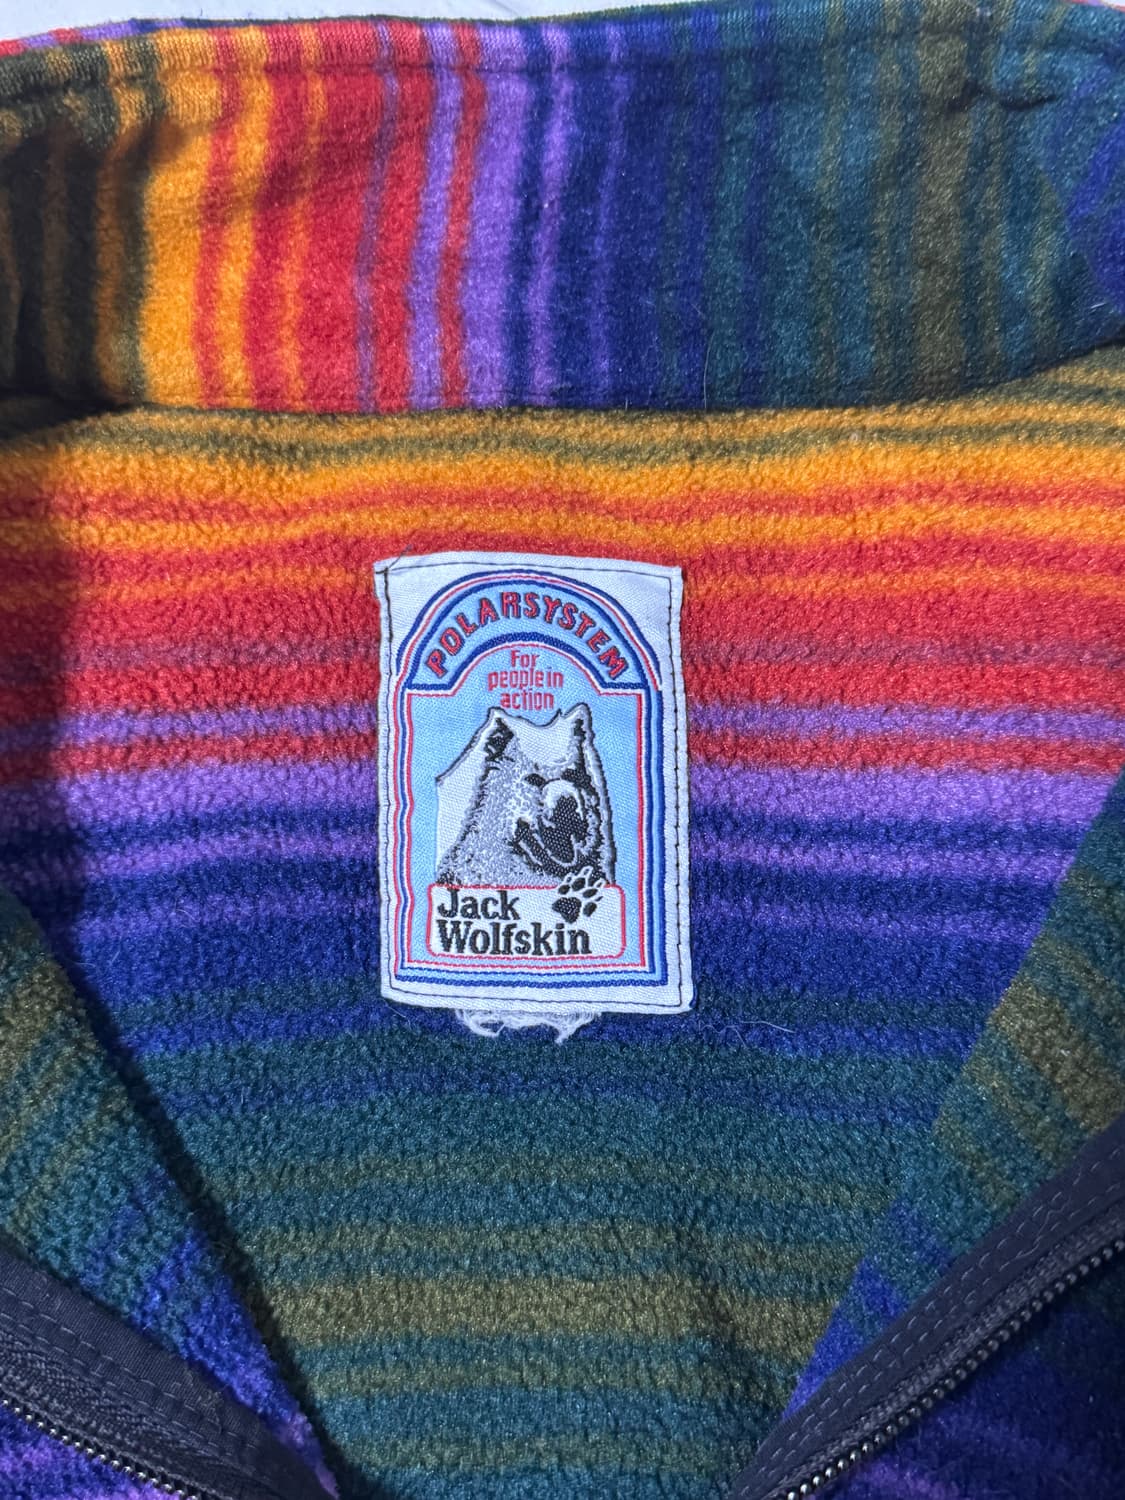 POLARSYSTEM
For
people in
action
Jack
Wolfskin